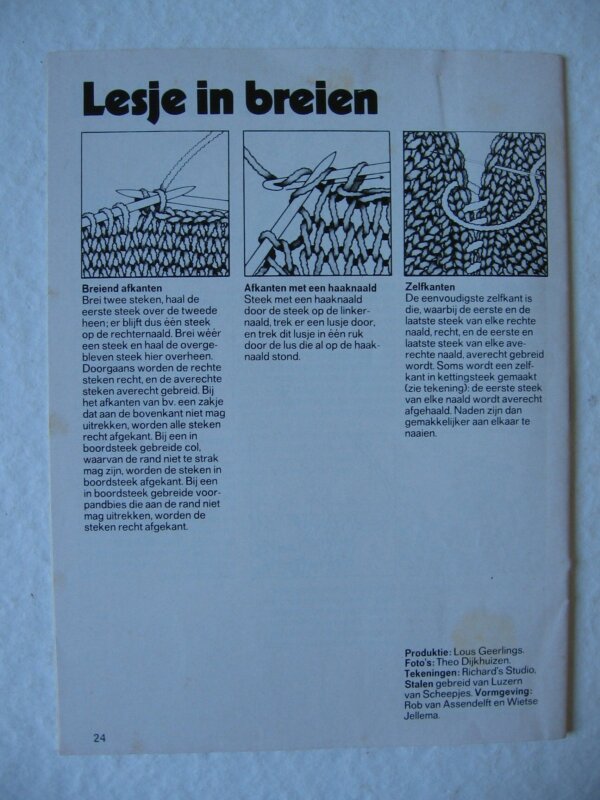 Lesje in breien
Breiend afkanten
Brei twee steken, haal de
eerste steek over de tweede
heen; er blijft dus één steek
op de rechternaald. Brei wéér
een steek en haal de overge-
bleven steek hier overheen.
Doorgaans worden de rechte
steken recht, en de averechte
steken averecht gebreid. Bij
het afkanten van bv. een zakje
dat aan de bovenkant niet mag
uitrekken, worden alle steken
recht afgekant. Bij een in
boordsteek gebreide col,
waarvan de rand niet te strak
mag zijn, worden de steken in
boordsteek afgekant. Bij een
in boordsteek gebreide voor-
pandbies die aan de rand niet
mag uitrekken, worden de
steken recht afgekant.
Afkanten met een haaknaald
Steek met een haaknaald
door de steek op de linker-
naald, trek er een lusje door,
en trek dit lusje in één ruk
door de lus die al op de haak-
naald stond.
Zelfkanten
De eenvoudigste zelfkant is
die, waarbij de eerste en de
laatste steek van elke rechte
naald, recht, en de eerste en
laatste steek van elke ave-
rechte naald, averecht gebreid
wordt. Soms wordt een zelf-
kant in kettingsteek gemaakt
(zie tekening): de eerste steek
van elke naald wordt averecht
afgehaald. Naden zijn dan
gemakkelijker aan elkaar te
naaien.
Produktie: Lous Geerlings.
Foto's: Theo Dijkhuizen.
Tekeningen: Richard's Studio.
Stalen gebreid van Luzern
van Scheepjes. Vormgeving:
Rob van Assendelft en Wietse
Jellema.
24